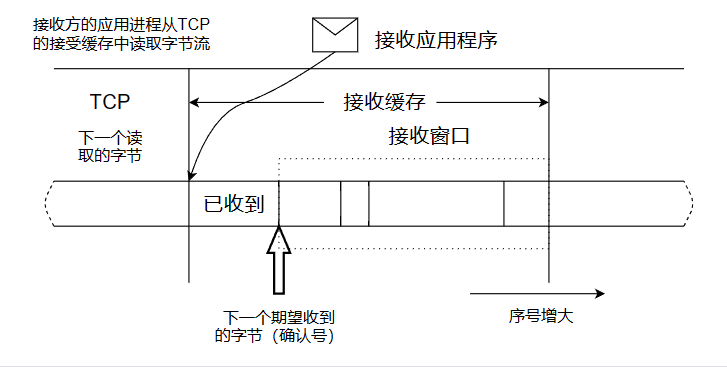 接收方的应用进程从TCP
的接受缓存中读取字节流
接收应用程序
TCP
接收缓存
下一个读
取的字节
接收窗口
已收到
下一个期望收到
的字节（确认号）
序号增大